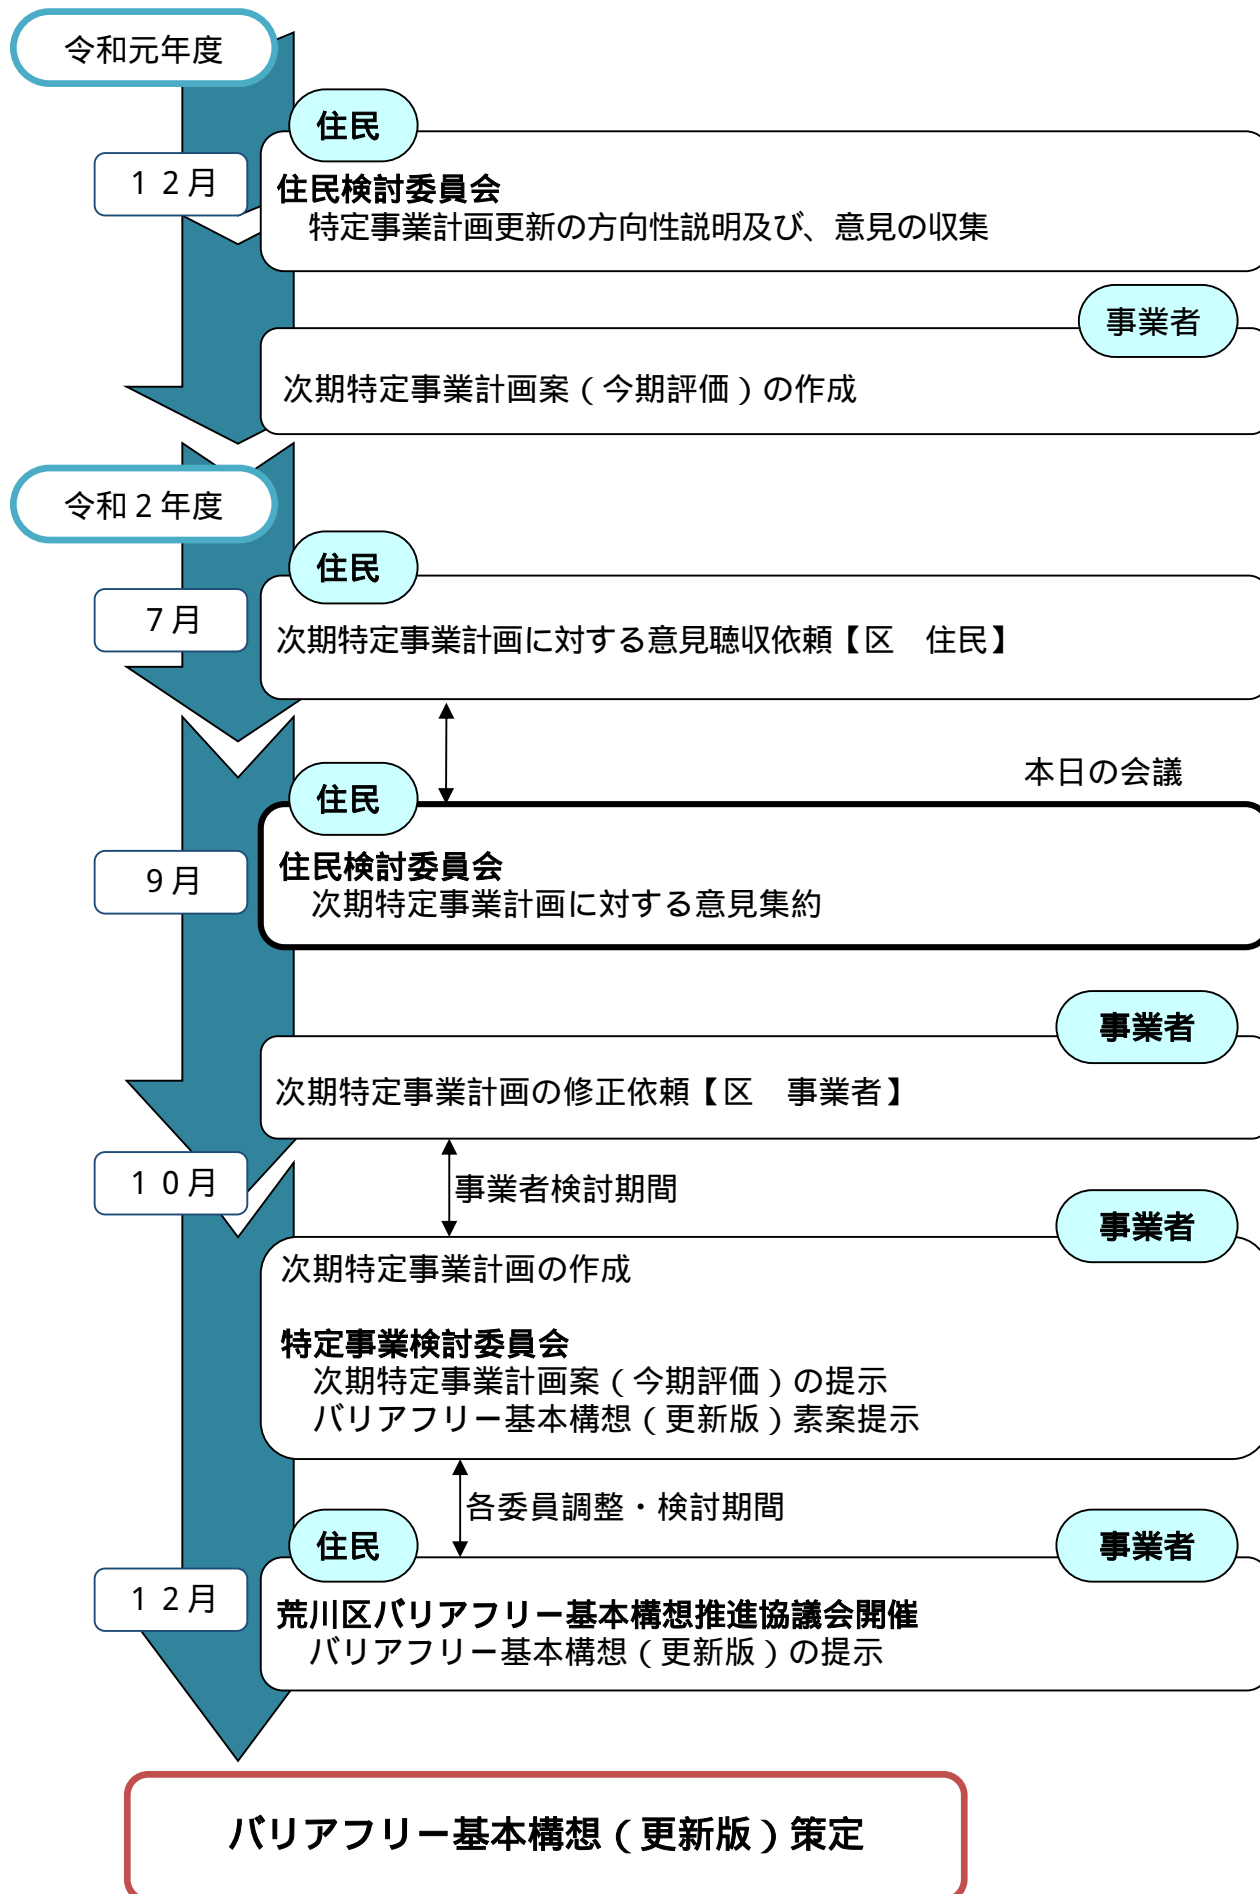 令和元年度
住民
１２月
住民検討委員会
特定事業計画更新の方向性説明及び、意見の収集
事業者
次期特定事業計画案（今期評価）の作成
令和２年度
住民
７月
次期特定事業計画に対する意見聴収依頼【区　住民】
本日の会議
住民
住民検討委員会
９月
次期特定事業計画に対する意見集約
事業者
次期特定事業計画の修正依頼【区　事業者】
１０月
事業者検討期間
事業者
次期特定事業計画の作成
特定事業検討委員会
次期特定事業計画案（今期評価）の提示
バリアフリー基本構想（更新版）素案提示
各委員調整・検討期間
住民
事業者
１２月
荒川区バリアフリー基本構想推進協議会開催
バリアフリー基本構想（更新版）の提示
バリアフリー基本構想（更新版）策定